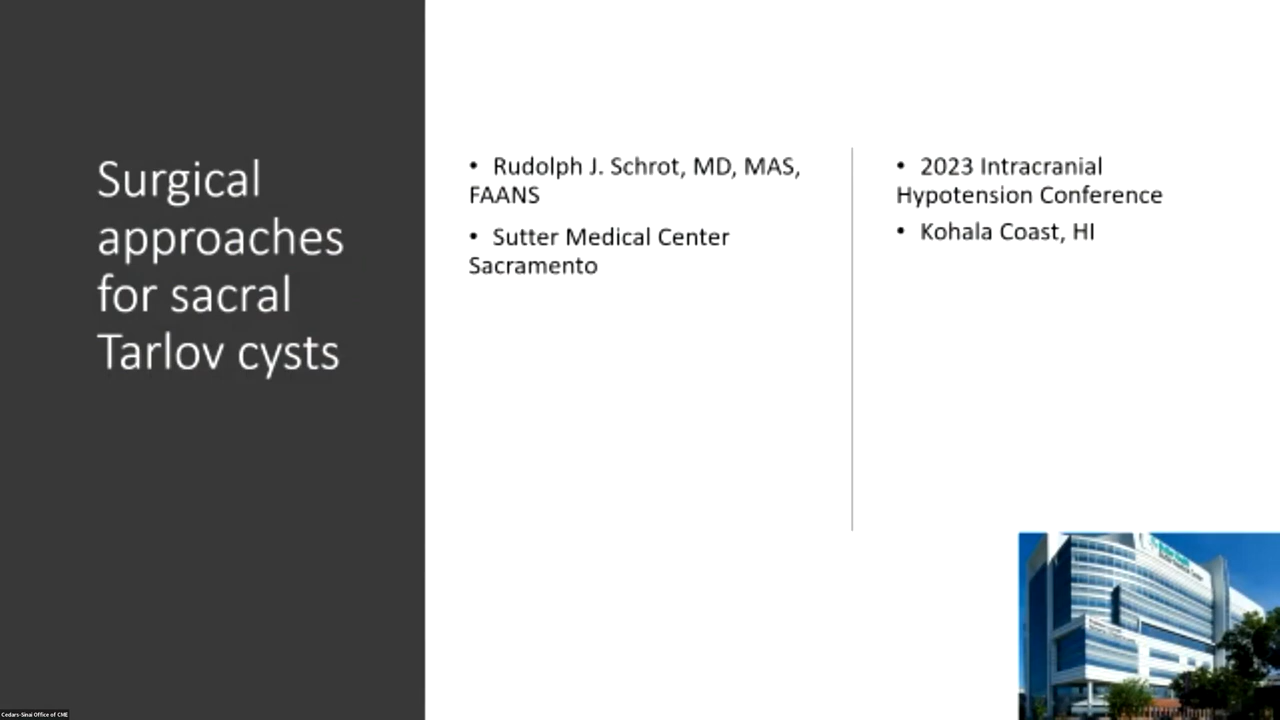 Surgical
approaches
for sacral
Tarlov cysts
• Rudolph J. Schrot, MD, MAS,
FAANS
• Sutter Medical Center
Sacramento
• 2023 Intracranial
Hypotension Conference
• Kohala Coast, HI
Cedars-Sinai Office of CME